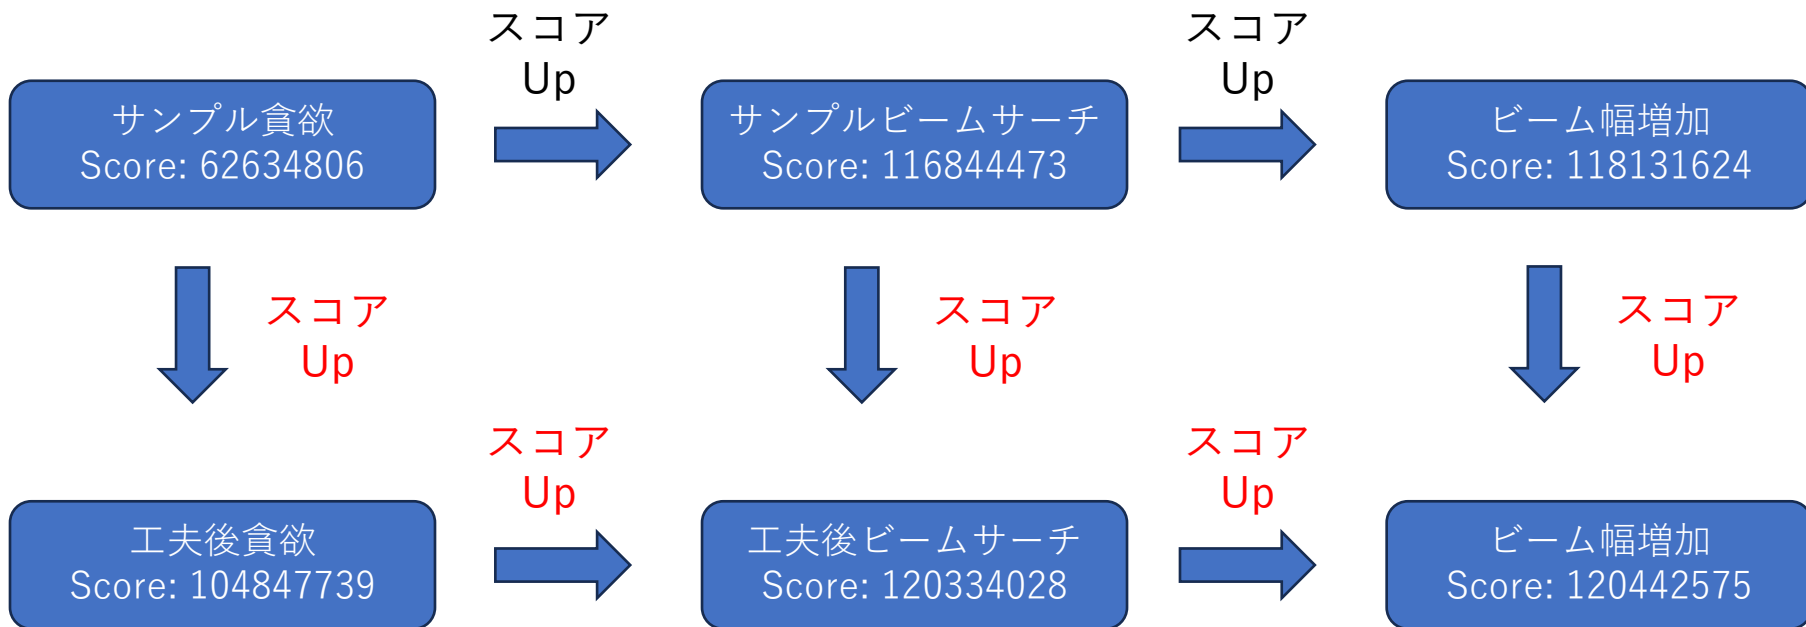 スコア
Up
スコア
Up
サンプル貪欲
Score: 62634806
サンプルビームサーチ
Score: 116844473
ビーム幅増加
Score: 118131624
スコア
Up
スコア
Up
スコア
Up
スコア
Up
スコア
Up
工夫後貪欲
Score: 104847739
工夫後ビームサーチ
Score: 120334028
ビーム幅増加
Score: 120442575